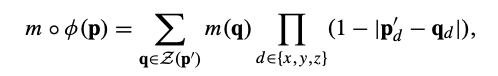 m ∘ ϕ(p) = ∑_{q∈Z(p′)} m(q) ∏_{d∈{x,y,z}} (1 − |p′_d − q_d|),